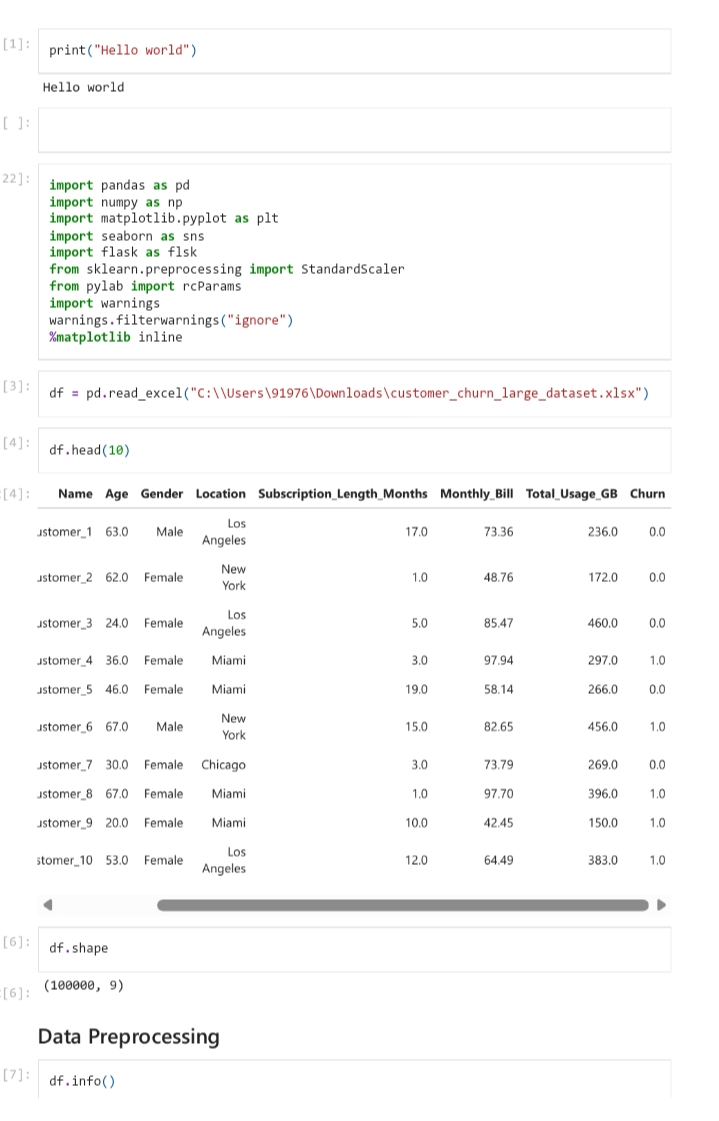 [1]: print("Hello world")
Hello world
[ ]:
22]: import pandas as pd
import numpy as np
import matplotlib.pyplot as plt
import seaborn as sns
import flask as flsk
from sklearn.preprocessing import StandardScaler
from pylab import rcParams
import warnings
warnings.filterwarnings("ignore")
%matplotlib inline
[3]: df = pd.read_excel("C:\\Users\91976\Downloads\customer_churn_large_dataset.xlsx")
[4]: df.head(10)
[4]: Name Age Gender Location Subscription_Length_Months Monthly_Bill Total_Usage_GB Churn
ustomer_1 63.0 Male Los Angeles 17.0 73.36 236.0 0.0
ustomer_2 62.0 Female New York 1.0 48.76 172.0 0.0
ustomer_3 24.0 Female Los Angeles 5.0 85.47 460.0 0.0
ustomer_4 36.0 Female Miami 3.0 97.94 297.0 1.0
ustomer_5 46.0 Female Miami 19.0 58.14 266.0 0.0
ustomer_6 67.0 Male New York 15.0 82.65 456.0 1.0
ustomer_7 30.0 Female Chicago 3.0 73.79 269.0 0.0
ustomer_8 67.0 Female Miami 1.0 97.70 396.0 1.0
ustomer_9 20.0 Female Miami 10.0 42.45 150.0 1.0
stomer_10 53.0 Female Los Angeles 12.0 64.49 383.0 1.0
[6]: df.shape
:[6]: (100000, 9)
Data Preprocessing
[7]: df.info()